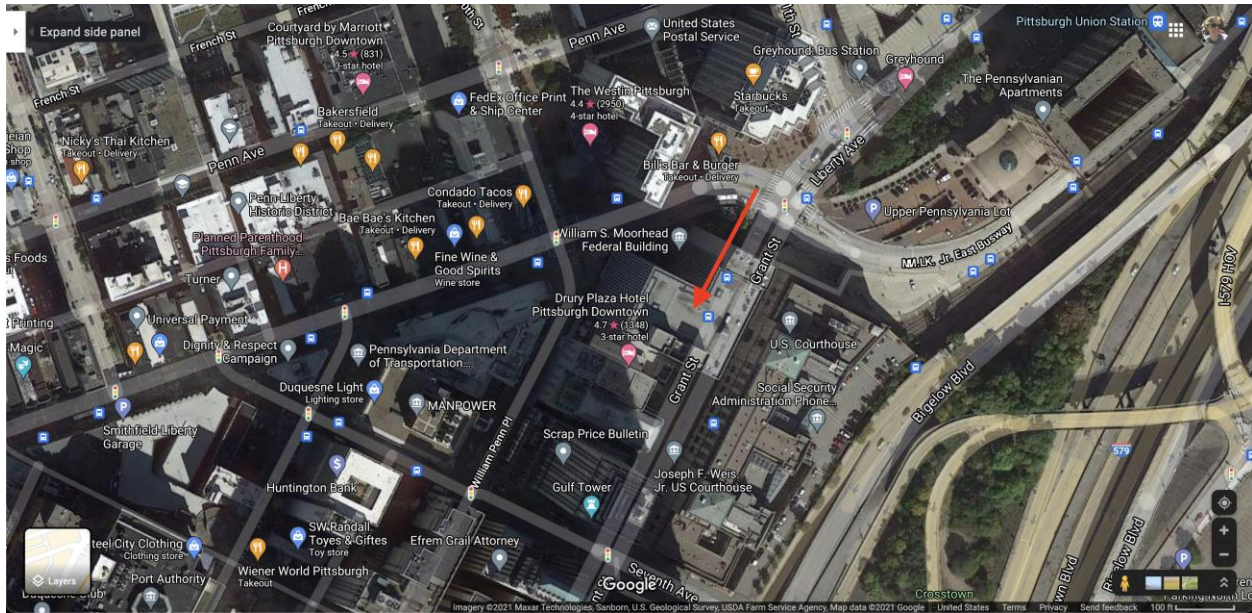 Expand side panel
French St
Courtyard by Marriott
Pittsburgh Downtown
4.5 ★ (831)
3-star hotel
Penn Ave
United States
Postal Service
Greyhound: Bus Station
Greyhound
Pittsburgh Union Station
French St
Bakersfield
Takeout • Delivery
FedEx Office Print
& Ship Center
The Westin Pittsburgh
4.4 ★ (2950)
4-star hotel
Starbucks
Takeout
The Pennsylvanian
Apartments
Nicky's Thai Kitchen
Takeout • Delivery
Penn Ave
Bill's Bar & Burger
Takeout • Delivery
Liberty Ave
Penn-Liberty
Historic District
Condado Tacos
Takeout • Delivery
Bae Bae's Kitchen
Takeout • Delivery
Upper Pennsylvania Lot
Planned Parenthood
Pittsburgh Family...
William S. Moorhead
Federal Building
Grant St
M.L.K. Jr. East Busway
Turner
Fine Wine &
Good Spirits
Wine store
I-579 HOV
Universal Payment
Drury Plaza Hotel
Pittsburgh Downtown
4.7 ★ (1348)
3-star hotel
Dignity & Respect
Campaign
Pennsylvania Department
of Transportation...
U.S. Courthouse
Magic
Duquesne Light
Lighting store
MANPOWER
Grant St
Social Security
Administration-Phone...
Bigelow Blvd
Smithfield-Liberty
Garage
William Penn Pl
Scrap Price Bulletin
579
Huntington Bank
Gulf Tower
Joseph F. Weis,
Jr. US Courthouse
SW Randall
Toyes & Giftes
Toy store
Efrem Grail Attorney
Steel City Clothing
Clothing store
Wiener World Pittsburgh
Takeout
Port Authority
Layers
Seventh Ave
Google
Crosstown
Imagery ©2021 Maxar Technologies, Sanborn, U.S. Geological Survey, USDA Farm Service Agency, Map data ©2021 Google
United States
Terms
Privacy
Send feedback
100 ft